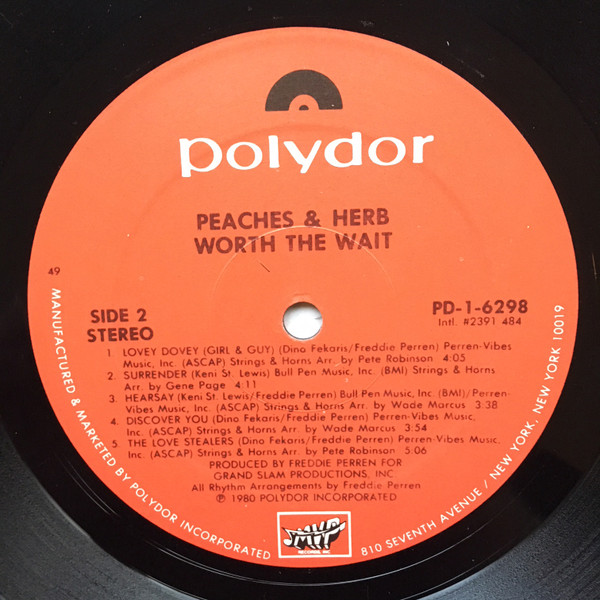 polydor
PEACHES & HERB
WORTH THE WAIT
49
SIDE 2
STEREO
PD-1-6298
Intl. #2391 484
1. LOVEY DOVEY (GIRL & GUY) (Dino Fekaris/Freddie Perren) Perren-Vibes
Music, Inc. (ASCAP) Strings & Horns Arr. by Pete Robinson 4:05
2. SURRENDER (Keni St. Lewis) Bull Pen Music, Inc. (BMI) Strings & Horns
Arr. by Gene Page 4:11
3. HEARSAY (Keni St. Lewis/Freddie Perren) Bull Pen Music, Inc. (BMI)/Perren-
Vibes Music, Inc. (ASCAP) Strings & Horns Arr. by Wade Marcus 3:38
4. DISCOVER YOU (Dino Fekaris/Freddie Perren) Perren-Vibes Music,
Inc. (ASCAP) Strings & Horns Arr. by Wade Marcus 3:54
5. THE LOVE STEALERS (Dino Fekaris/Freddie Perren) Perren-Vibes Music,
Inc. (ASCAP) Strings & Horns Arr. by Pete Robinson 5:06
PRODUCED BY FREDDIE PERREN FOR
GRAND SLAM PRODUCTIONS, INC
All Rhythm Arrangements by Freddie Perren
℗ 1980 POLYDOR INCORPORATED
MVP
RECORDS, INC.
MANUFACTURED & MARKETED BY POLYDOR INCORPORATED
810 SEVENTH AVENUE / NEW YORK, NEW YORK 10019